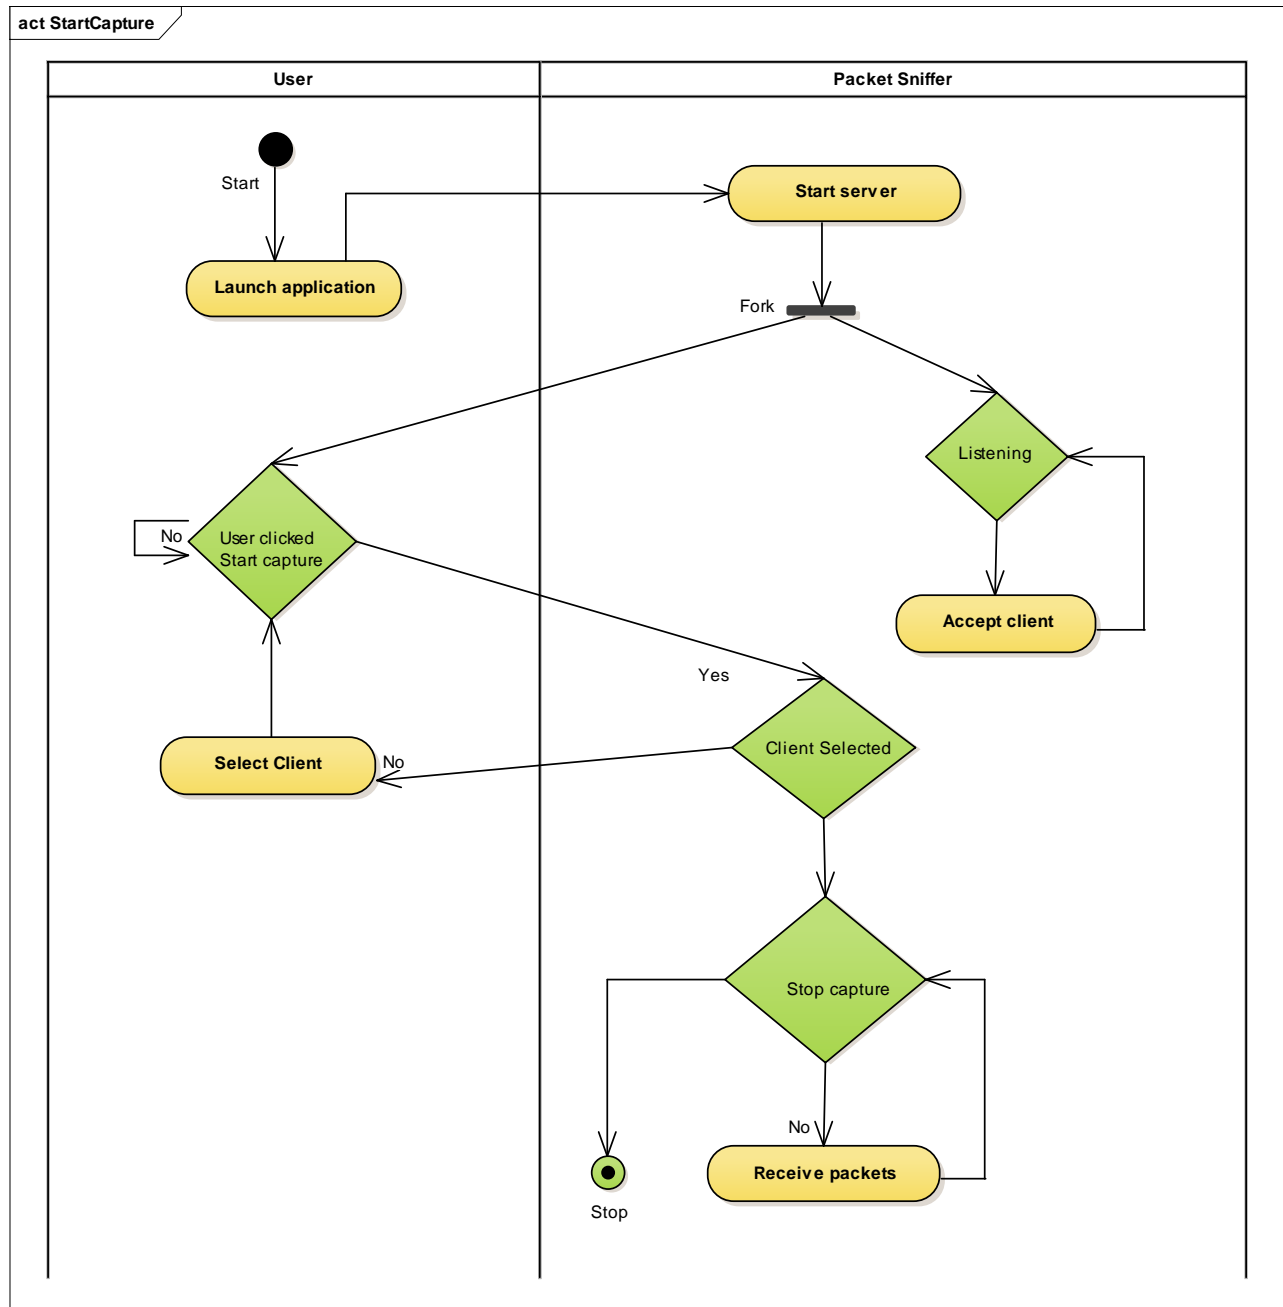 act StartCapture
User
Packet Sniffer
Start
Start server
Launch application
Fork
Listening
No
User clicked
Start capture
Accept client
Yes
Client Selected
Select Client
No
Stop capture
No
Receive packets
Stop